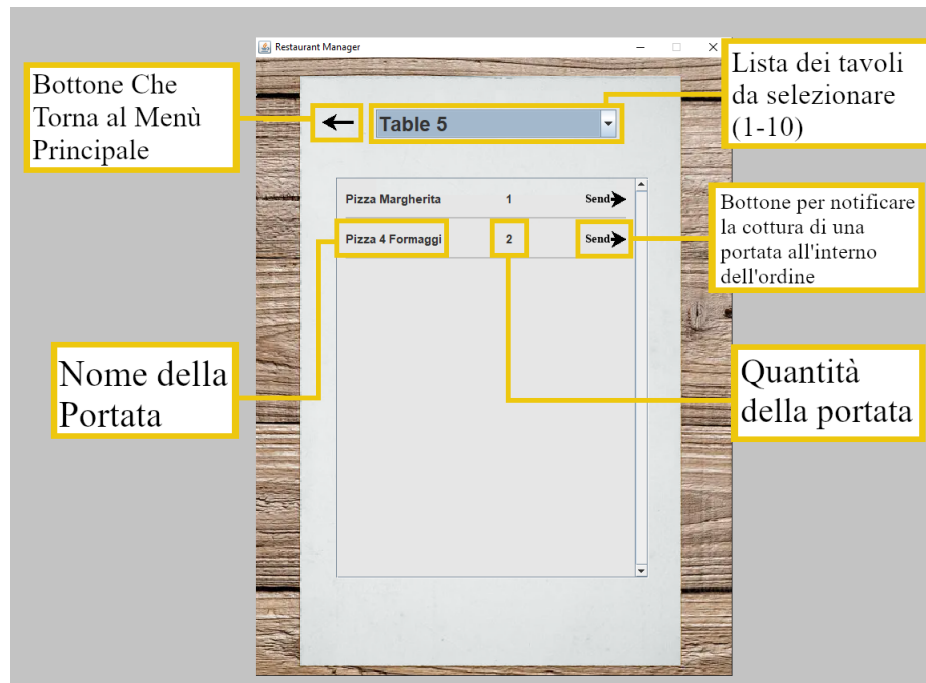 Restaurant Manager
Bottone Che
Torna al Menù
Principale
Lista dei tavoli
da selezionare
(1-10)
Table 5
Pizza Margherita 1 Send
Pizza 4 Formaggi 2 Send
Bottone per notificare
la cottura di una
portata all'interno
dell'ordine
Nome della
Portata
Quantità
della portata